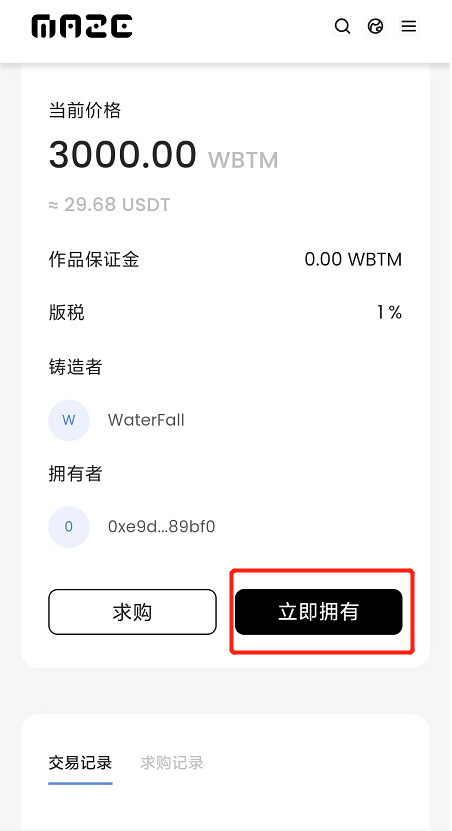 MAZE
当前价格
3000.00 WBTM
≈ 29.68 USDT
作品保证金 0.00 WBTM
版税 1 %
铸造者
W WaterFall
拥有者
0 0xe9d...89bf0
求购 立即拥有
交易记录 求购记录